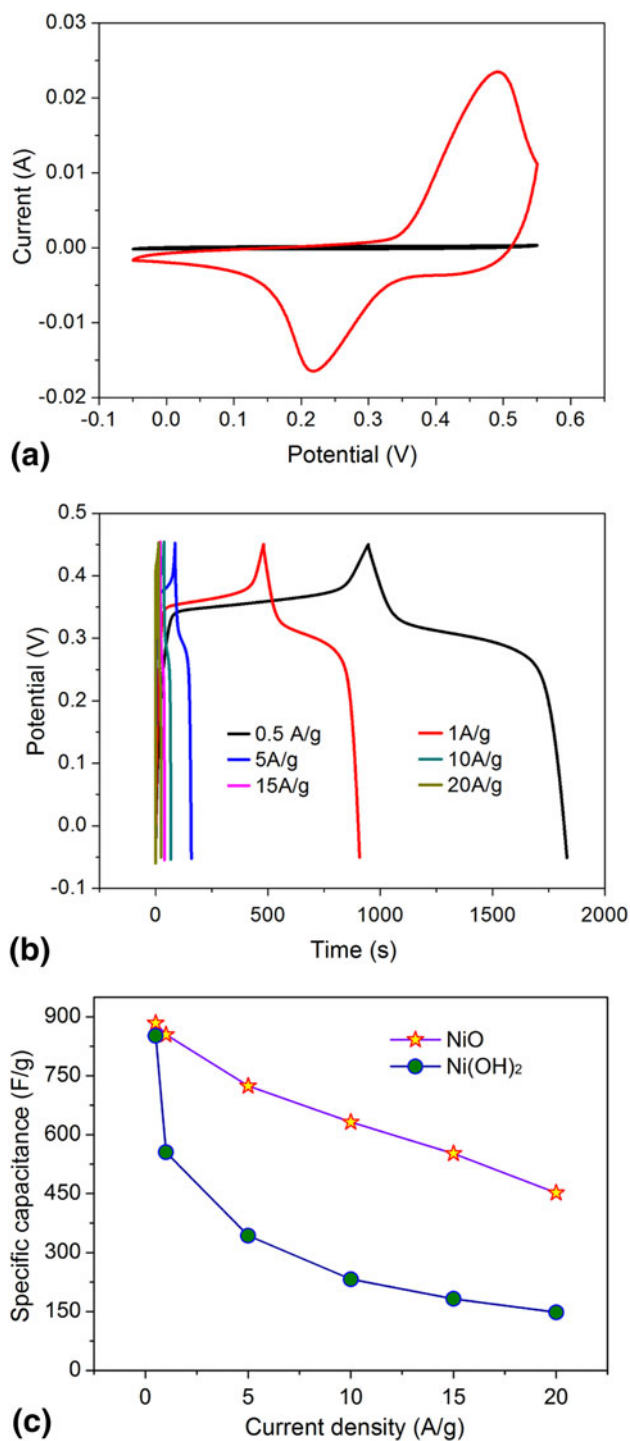 0.03
0.02
0.01
0.00
-0.01
-0.02
Current (A)
-0.1 0.0 0.1 0.2 0.3 0.4 0.5 0.6
Potential (V)
(a)
0.5
0.4
0.3
0.1
0.0
-0.1
Potential (V)
0.5 A/g 1A/g
5A/g 10A/g
15A/g 20A/g
0 500 1000 1500 2000
Time (s)
(b)
900
750
600
450
300
150
0
Specific capacitance (F/g)
NiO
Ni(OH)₂
0 5 10 15 20
Current density (A/g)
(c)